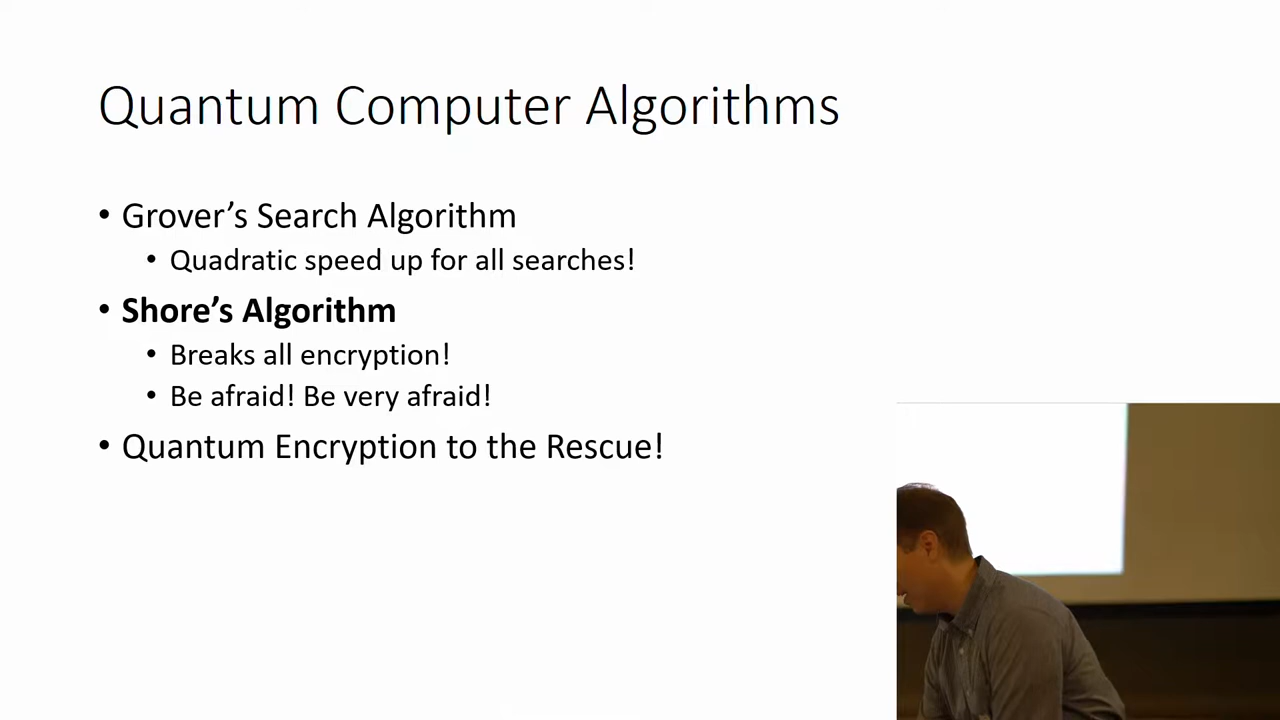 Quantum Computer Algorithms
• Grover’s Search Algorithm
• Quadratic speed up for all searches!
• Shore’s Algorithm
• Breaks all encryption!
• Be afraid! Be very afraid!
• Quantum Encryption to the Rescue!